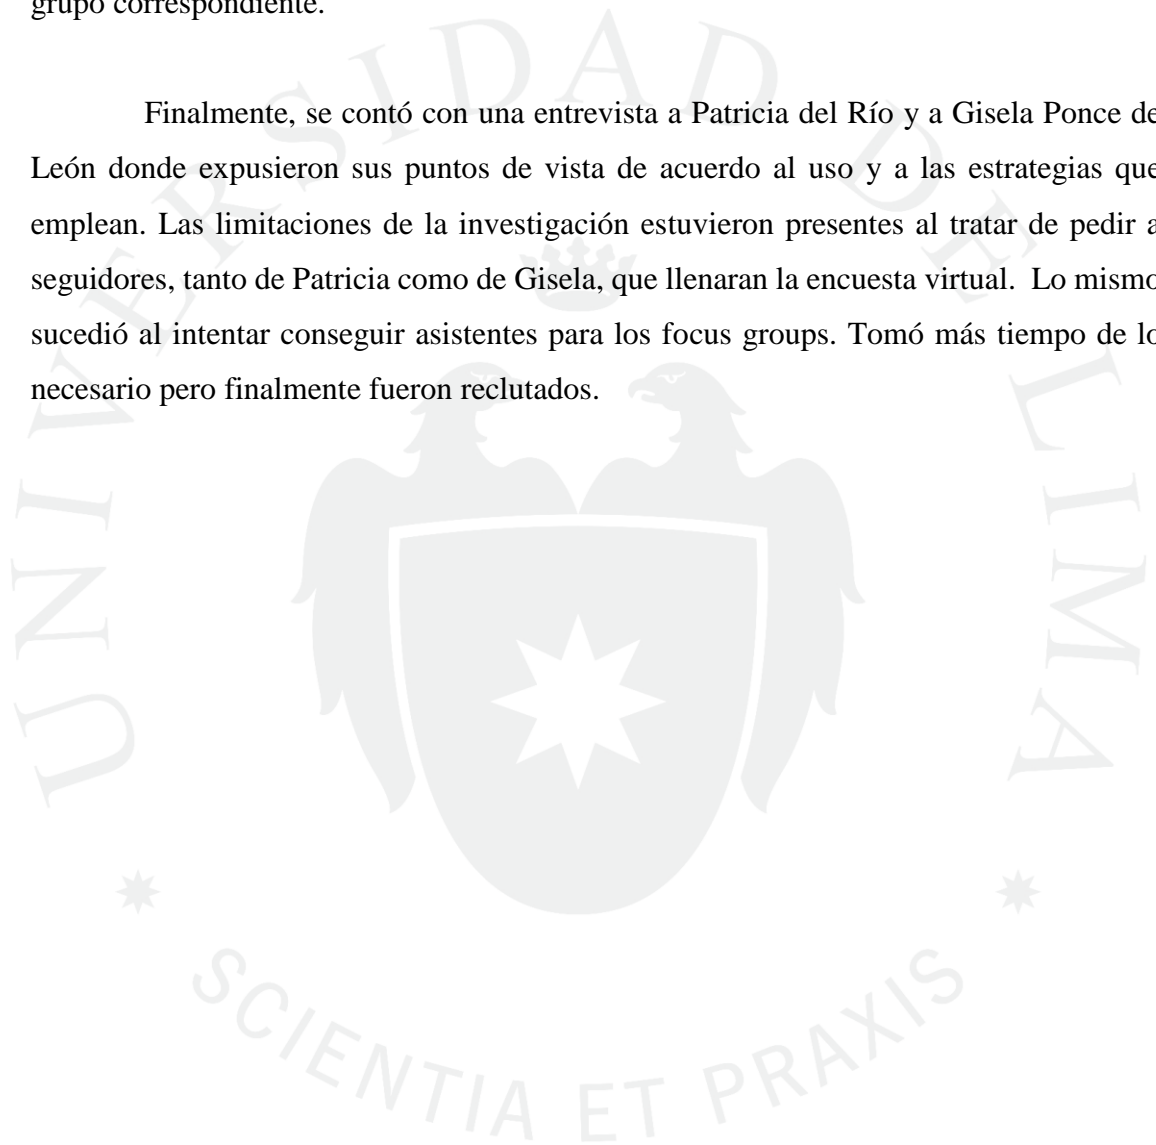 grupo correspondiente.
Finalmente, se contó con una entrevista a Patricia del Río y a Gisela Ponce de
León donde expusieron sus puntos de vista de acuerdo al uso y a las estrategias que
emplean. Las limitaciones de la investigación estuvieron presentes al tratar de pedir a
seguidores, tanto de Patricia como de Gisela, que llenaran la encuesta virtual.  Lo mismo
sucedió al intentar conseguir asistentes para los focus groups. Tomó más tiempo de lo
necesario pero finalmente fueron reclutados.
UNIVERSIDAD DE LIMA
SCIENTIA ET PRAXIS